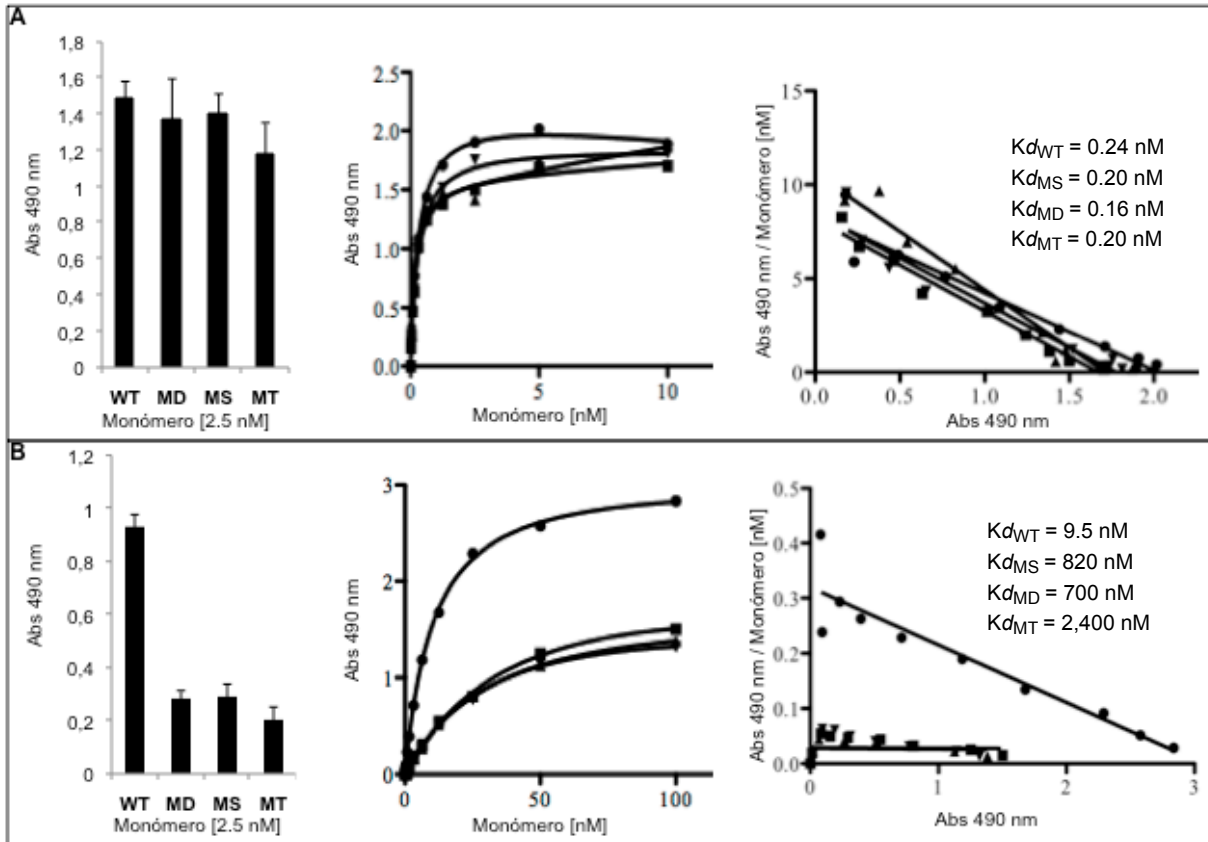 A
Abs 490 nm
1,8
1,6
1,4
1,2
1
0,8
0,6
0,4
0,2
0
WT MD MS MT
Monómero [2.5 nM]
Abs 490 nm
2.5
2.0
1.5
1.0
0.5
0.0
0 5 10
Monómero [nM]
Abs 490 nm / Monómero [nM]
15
10
5
0
0.0 0.5 1.0 1.5 2.0
Abs 490 nm
KdWT = 0.24 nM
KdMS = 0.20 nM
KdMD = 0.16 nM
KdMT = 0.20 nM
B
Abs 490 nm
1,2
1
0,8
0,6
0,4
0,2
0
WT MD MS MT
Monómero [2.5 nM]
Abs 490 nm
3
2
1
0
0 50 100
Monómero [nM]
Abs 490 nm / Monómero [nM]
0.5
0.4
0.3
0.2
0.1
0.0
0 1 2 3
Abs 490 nm
KdWT = 9.5 nM
KdMS = 820 nM
KdMD = 700 nM
KdMT = 2,400 nM